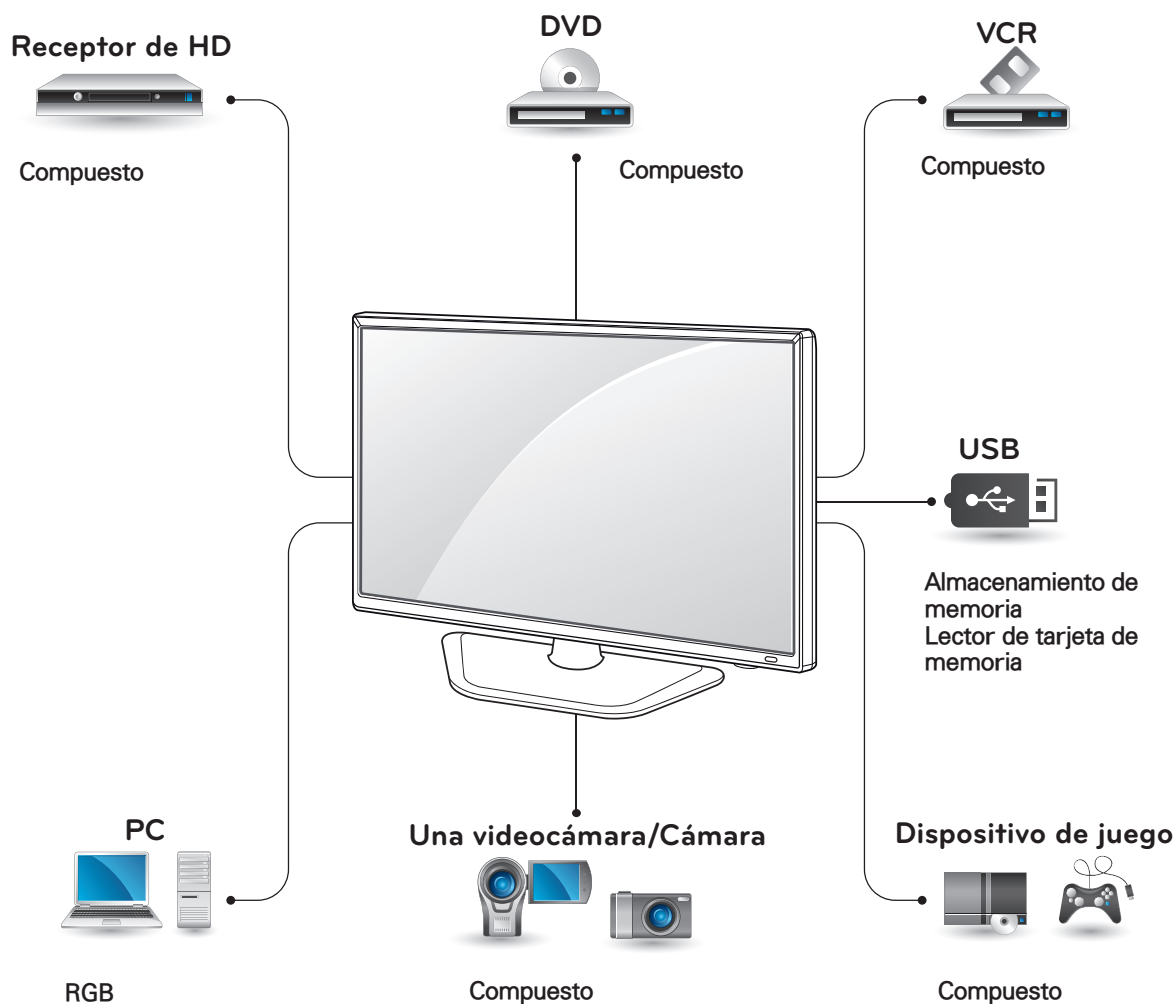 Receptor de HD
Compuesto
DVD
Compuesto
VCR
Compuesto
USB
Almacenamiento de
memoria
Lector de tarjeta de
memoria
PC
RGB
Una videocámara/Cámara
Compuesto
Dispositivo de juego
Compuesto